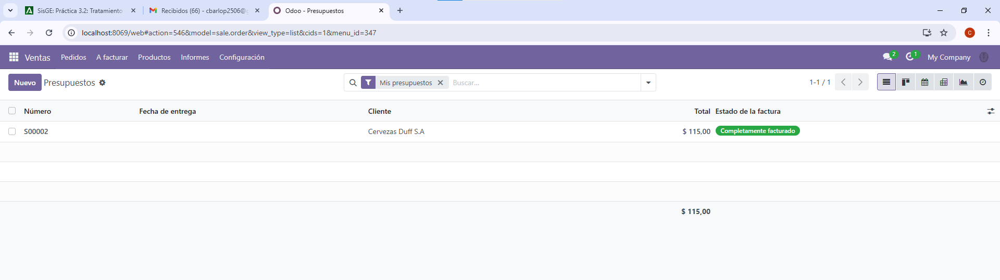 SisGE: Práctica 3.2: Tratamiento
Recibidos (66) - cbarlop2506@g
Odoo - Presupuestos
localhost:8069/web#action=546&model=sale.order&view_type=list&cids=1&menu_id=347
C
Ventas Pedidos A facturar Productos Informes Configuración 2 1 My Company
Nuevo Presupuestos Mis presupuestos Buscar... 1-1 / 1
Número Fecha de entrega Cliente Total Estado de la factura
S00002 Cervezas Duff S.A $ 115,00 Completamente facturado
$ 115,00